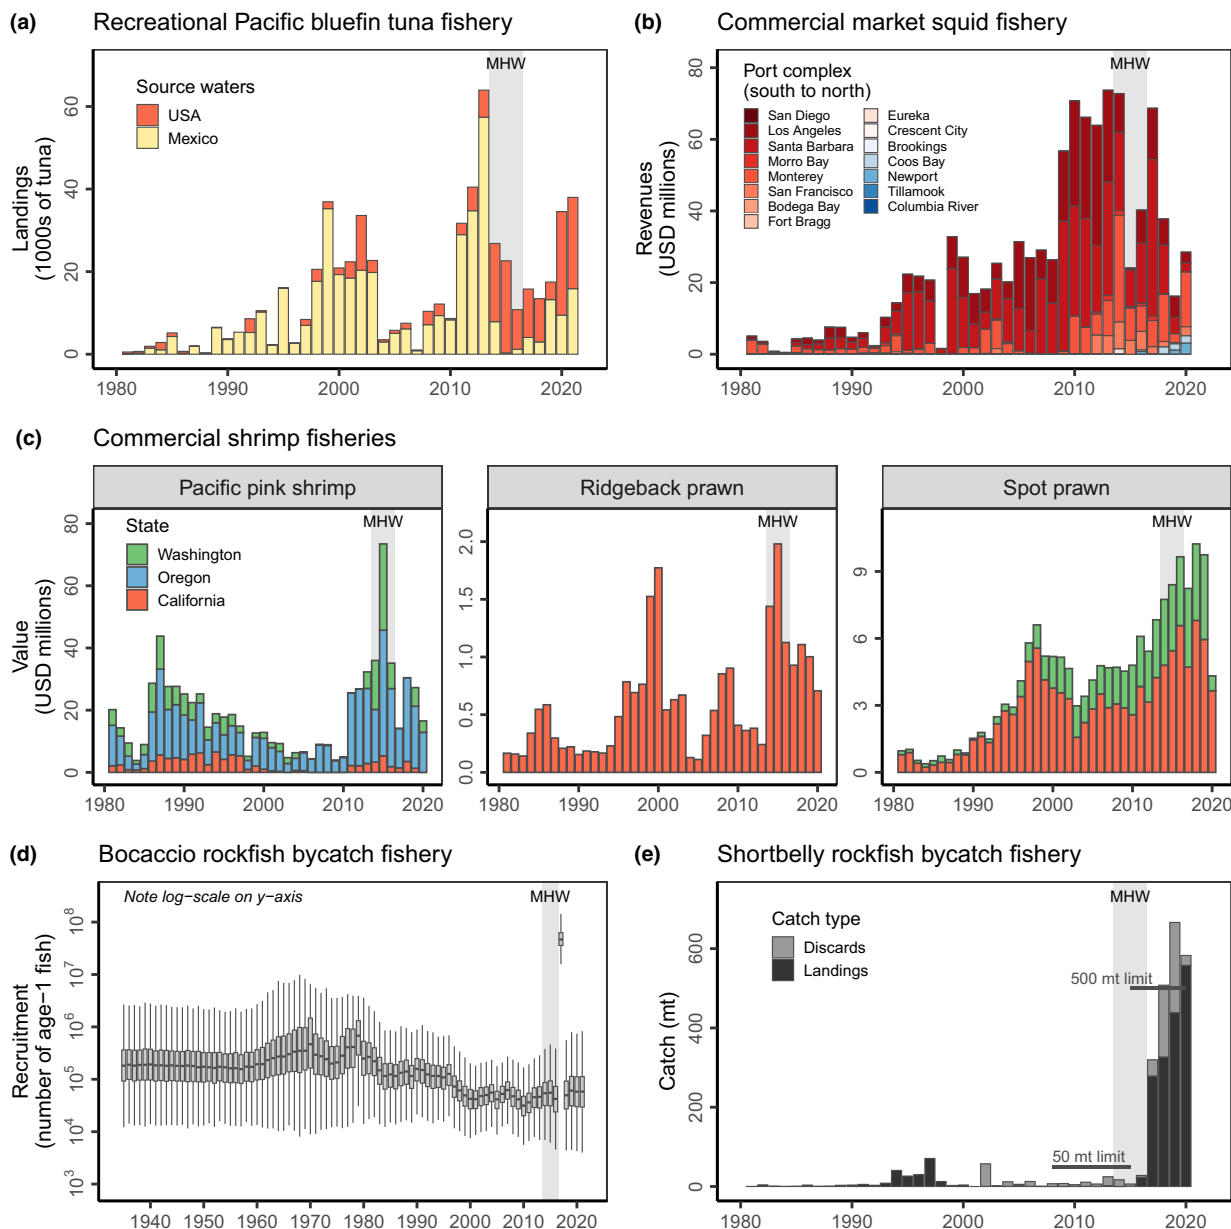 (a) Recreational Pacific bluefin tuna fishery
MHW
Source waters
USA
Mexico
Landings
(1000s of tuna)
60
40
20
0
1980 1990 2000 2010 2020
(b) Commercial market squid fishery
MHW
Port complex
(south to north)
San Diego
Los Angeles
Santa Barbara
Morro Bay
Monterey
San Francisco
Bodega Bay
Fort Bragg
Eureka
Crescent City
Brookings
Coos Bay
Newport
Tillamook
Columbia River
Revenues
(USD millions)
80
60
40
20
0
1980 1990 2000 2010 2020
(c) Commercial shrimp fisheries
Pacific pink shrimp
MHW
State
Washington
Oregon
California
Value
(USD millions)
80
60
40
20
0
1980 1990 2000 2010 2020
Ridgeback prawn
MHW
2.0
1.5
1.0
0.5
0.0
1980 1990 2000 2010 2020
Spot prawn
MHW
9
6
3
0
1980 1990 2000 2010 2020
(d) Bocaccio rockfish bycatch fishery
Note log−scale on y−axis
MHW
Recruitment
(number of age−1 fish)
10⁸
10⁷
10⁶
10⁵
10⁴
10³
1940 1950 1960 1970 1980 1990 2000 2010 2020
(e) Shortbelly rockfish bycatch fishery
MHW
Catch type
Discards
Landings
500 mt limit
50 mt limit
Catch (mt)
600
400
200
0
1980 1990 2000 2010 2020